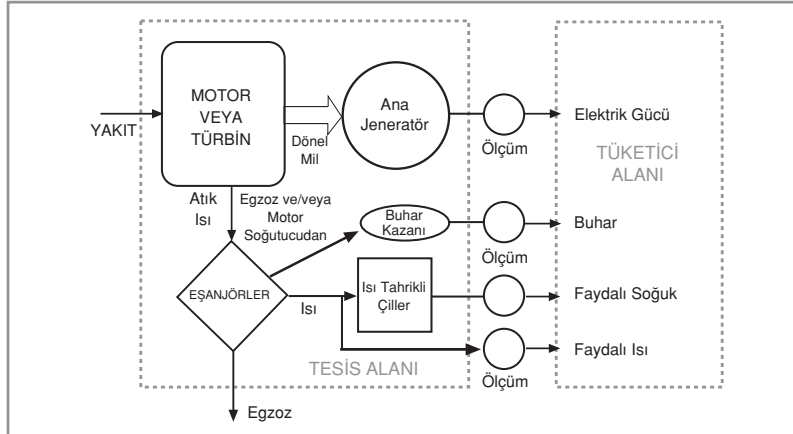 MOTOR
VEYA
TÜRBİN
YAKIT
Dönel
Mil
Ana
Jeneratör
Ölçüm
Elektrik Gücü
TÜKETİCİ
ALANI
Atık
Isı
Egzoz ve/veya
Motor
Soğutucudan
Buhar
Kazanı
Ölçüm
Buhar
EŞANJÖRLER
Isı
Isı Tahrikli
Çiller
Faydalı Soğuk
Faydalı Isı
Ölçüm
TESİS ALANI
Egzoz